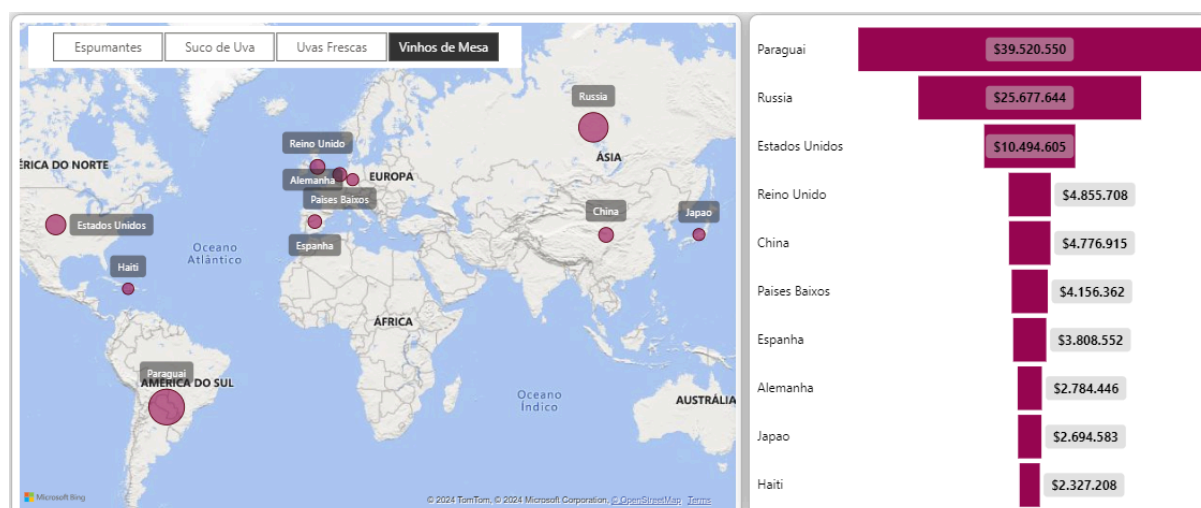 Espumantes
Suco de Uva
Uvas Frescas
Vinhos de Mesa
Russia
Reino Unido
ÁSIA
ÉRICA DO NORTE
Alemanha
EUROPA
Paises Baixos
China
Japao
Estados Unidos
Espanha
Oceano
Atlântico
Haiti
ÁFRICA
Paraguai
AMÉRICA DO SUL
Oceano
Índico
AUSTRÁLIA
Microsoft Bing
© 2024 TomTom, © 2024 Microsoft Corporation, © OpenStreetMap Terms
Paraguai $39.520.550
Russia $25.677.644
Estados Unidos $10.494.605
Reino Unido $4.855.708
China $4.776.915
Paises Baixos $4.156.362
Espanha $3.808.552
Alemanha $2.784.446
Japao $2.694.583
Haiti $2.327.208